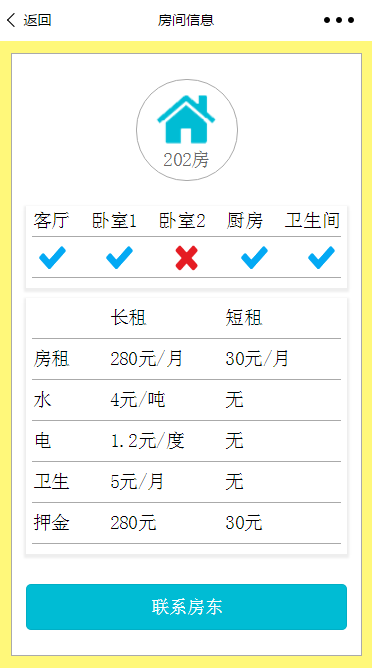 返回 房间信息
202房
客厅 卧室1 卧室2 厨房 卫生间
长租 短租
房租 280元/月 30元/月
水 4元/吨 无
电 1.2元/度 无
卫生 5元/月 无
押金 280元 30元
联系房东